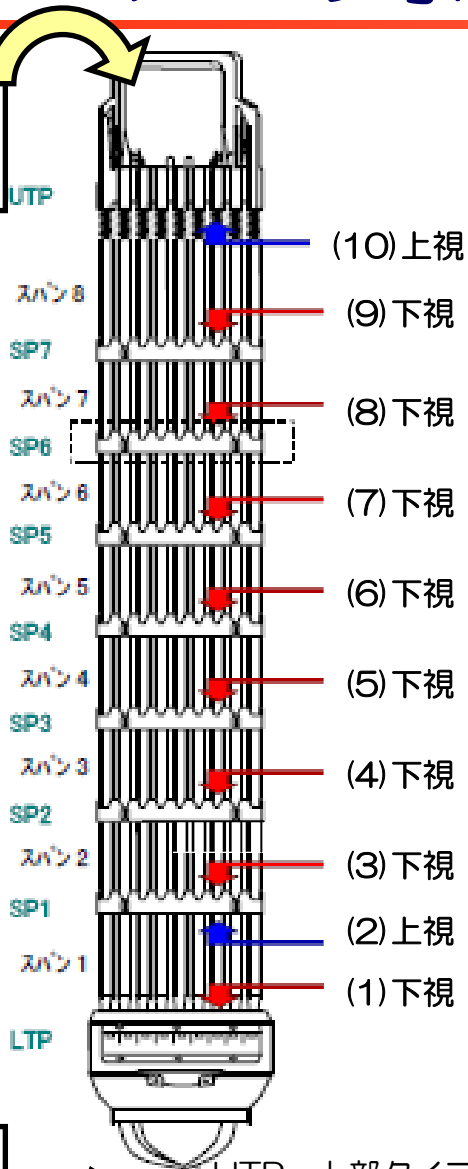 UTP
(10)上視
スパン8
(9)下視
SP7
スパン7
(8)下視
SP6
スパン6
(7)下視
SP5
スパン5
(6)下視
SP4
スパン4
(5)下視
SP3
スパン3
(4)下視
SP2
スパン2
(3)下視
SP1
(2)上視
スパン1
(1)下視
LTP